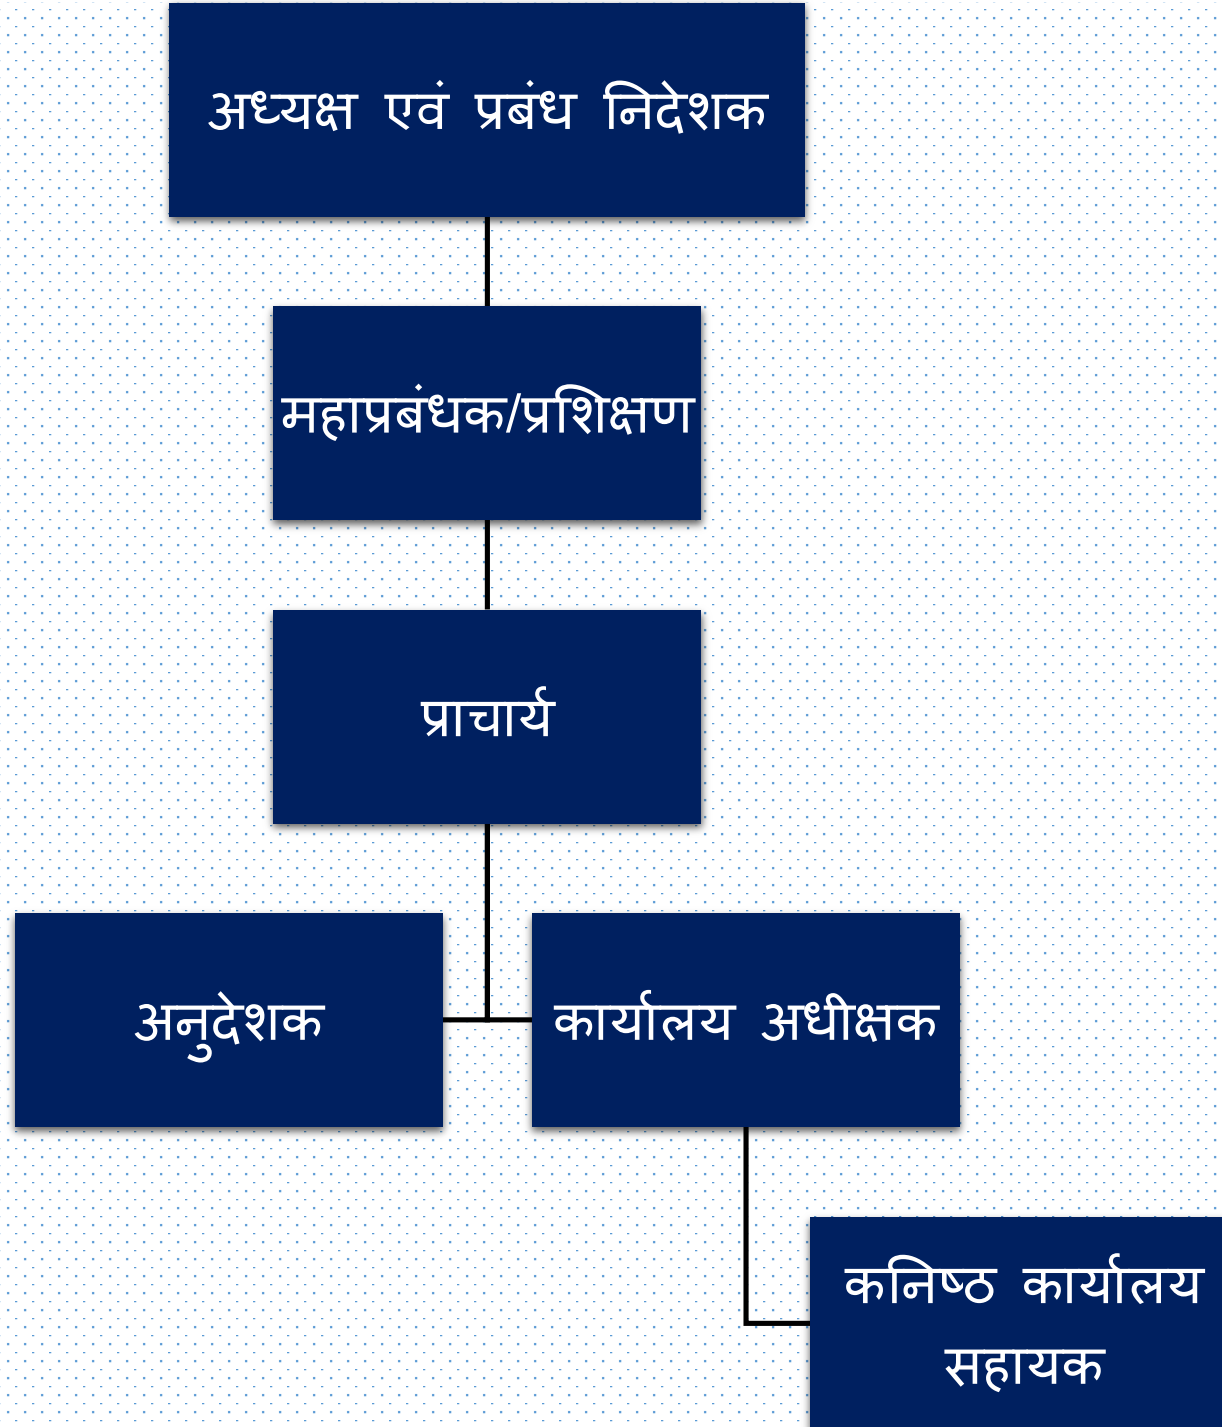 अध्यक्ष एवं प्रबंध निदेशक
महाप्रबंधक/प्रशिक्षण
प्राचार्य
अनुदेशक
कार्यालय अधीक्षक
कनिष्ठ कार्यालय
सहायक